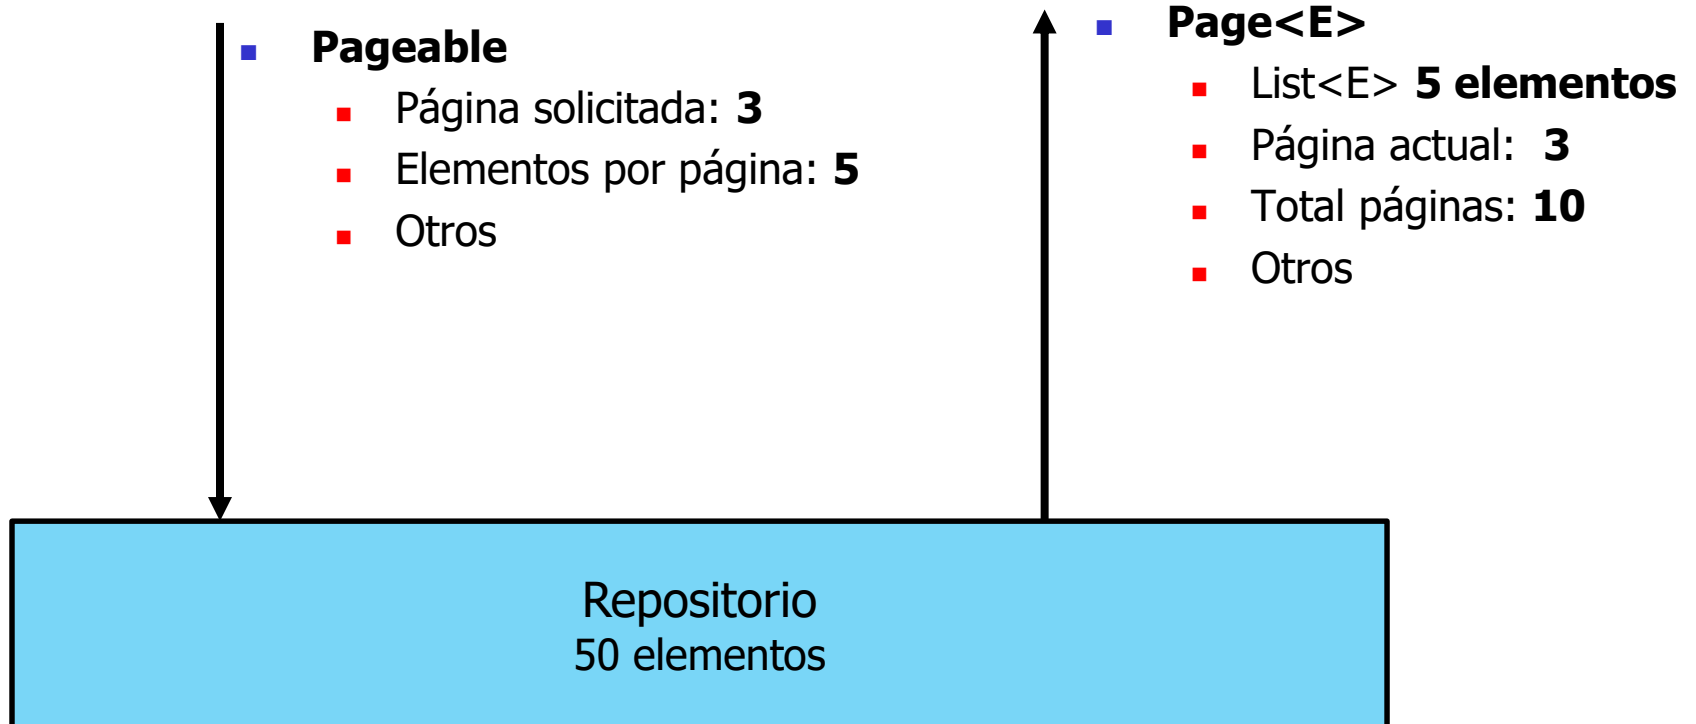 Pageable
Página solicitada: 3
Elementos por página: 5
Otros
Page<E>
List<E> 5 elementos
Página actual: 3
Total páginas: 10
Otros
Repositorio
50 elementos